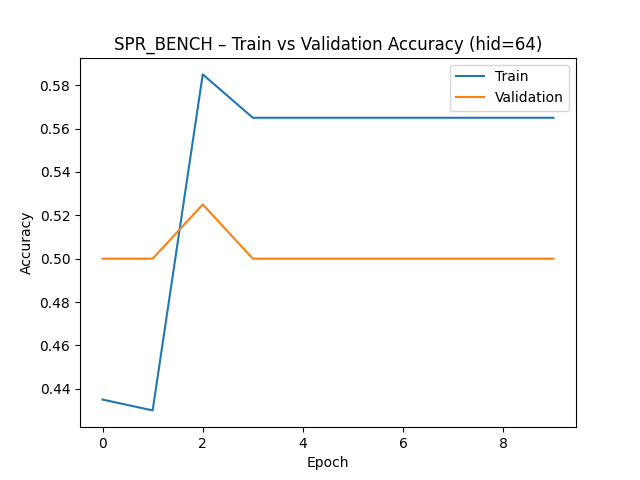 SPR_BENCH – Train vs Validation Accuracy (hid=64)
Train
Validation
Accuracy
0.58
0.56
0.54
0.52
0.50
0.48
0.46
0.44
0 2 4 6 8
Epoch